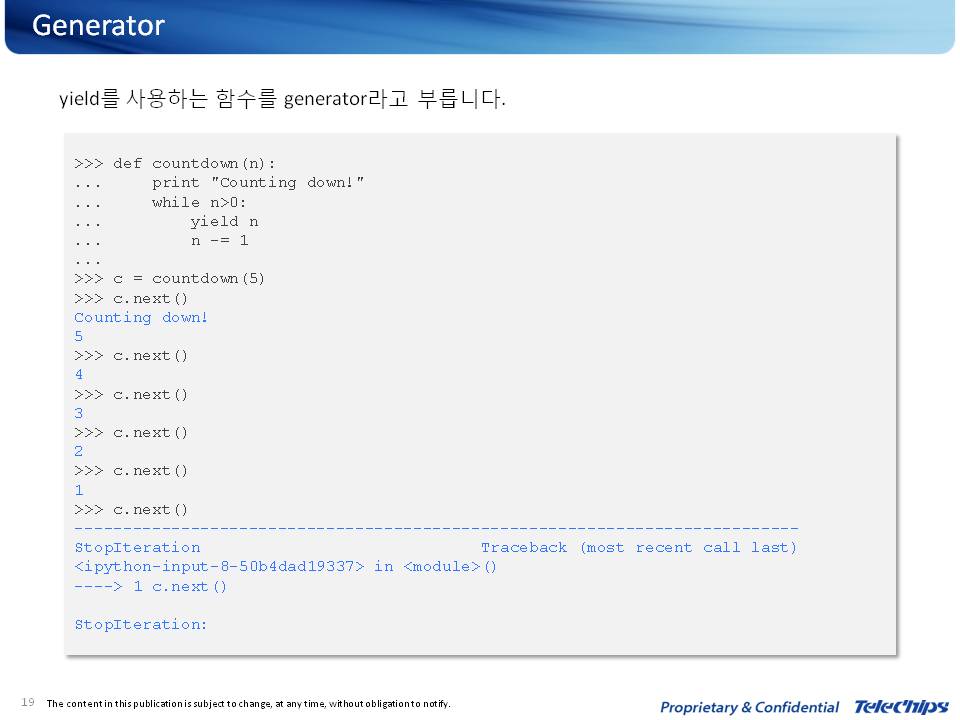 Generator
yield를 사용하는 함수를 generator라고 부릅니다.
>>> def countdown(n):
...     print "Counting down!"
...     while n>0:
...         yield n
...         n -= 1
...
>>> c = countdown(5)
>>> c.next()
Counting down!
5
>>> c.next()
4
>>> c.next()
3
>>> c.next()
2
>>> c.next()
1
>>> c.next()
---------------------------------------------------------------------------
StopIteration                             Traceback (most recent call last)
<ipython-input-8-50b4dad19337> in <module>()
----> 1 c.next()
StopIteration:
19 The content in this publication is subject to change, at any time, without obligation to notify.
Proprietary & Confidential Telechips